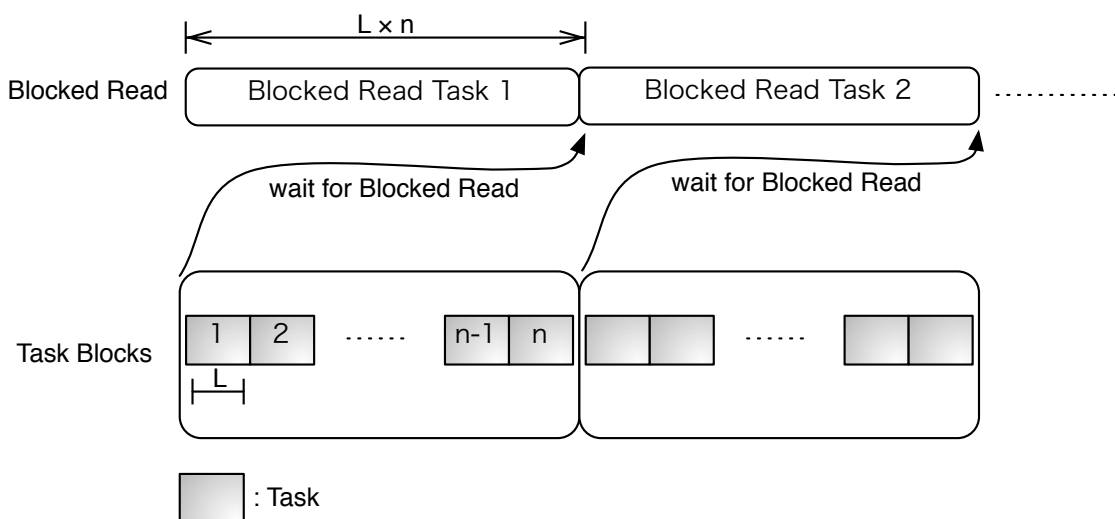 L × n
Blocked Read
Blocked Read Task 1
Blocked Read Task 2
wait for Blocked Read
wait for Blocked Read
Task Blocks
1
2
n-1
n
L
: Task